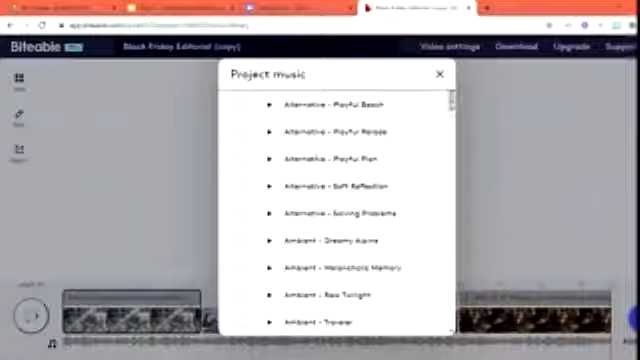 Biteable
Black Friday Editorial (copy)
Video settings
Download
Upgrade
Project music
Alternative - Playful Beach
Alternative - Playful Parade
Alternative - Playful Plan
Alternative - Soft Reflection
Alternative - Solving Problems
Ambient - Dreamy Alpine
Ambient - Melancholic Memory
Ambient - Raw Twilight
Ambient - Traveler